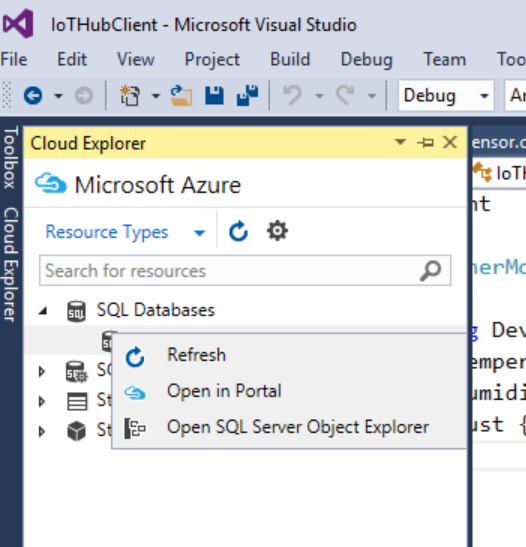 IoTHubClient - Microsoft Visual Studio
File Edit View Project Build Debug Team Too
Debug
Toolbox
Cloud Explorer
Cloud Explorer
Microsoft Azure
Resource Types
Search for resources
SQL Databases
Refresh
Open in Portal
Open SQL Server Object Explorer
SQ
St
St
ensor.c
IoTH
nt
nerMo
g Dev
emper
umidi
ust {